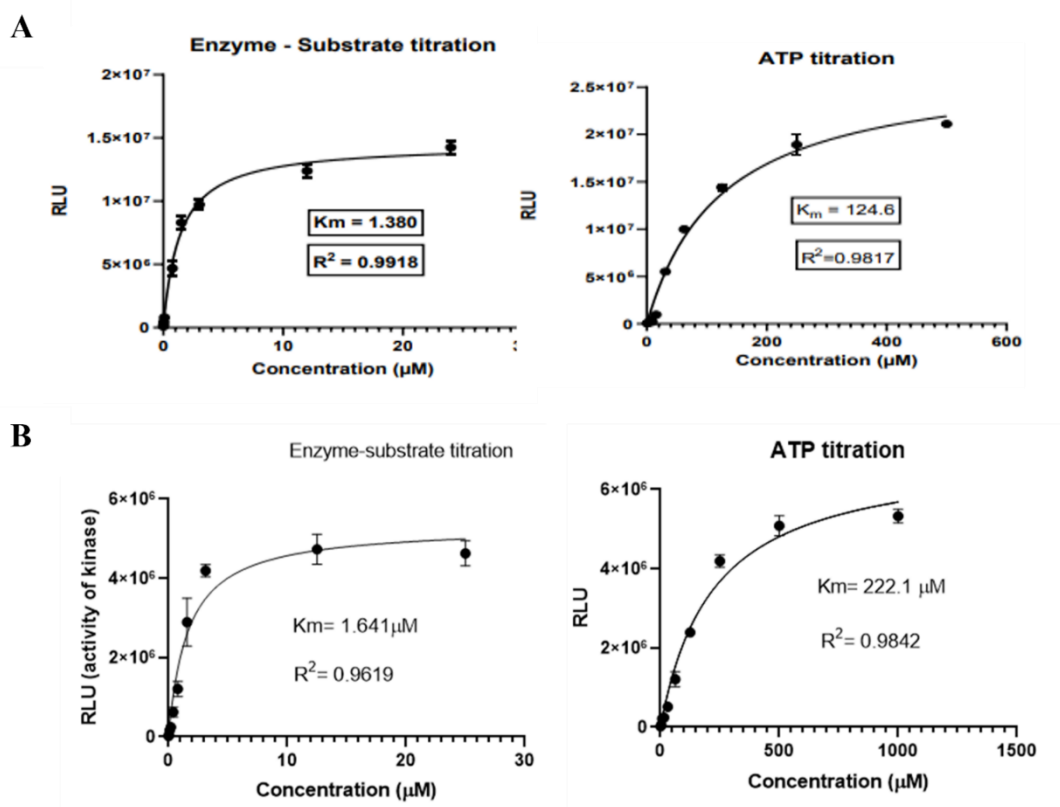 A
Enzyme - Substrate titration
2×10⁷
1.5×10⁷
1×10⁷
5×10⁶
0
RLU
Km = 1.380
R² = 0.9918
0
10
20
Concentration (µM)
ATP titration
2.5×10⁷
2×10⁷
1.5×10⁷
1×10⁷
5×10⁶
0
RLU
Kₘ = 124.6
R²=0.9817
0
200
400
600
Concentration (µM)
B
Enzyme-substrate titration
6×10⁶
4×10⁶
2×10⁶
0
RLU (activity of kinase)
Km= 1.641µM
R²= 0.9619
0
10
20
30
Concentration (µM)
ATP titration
6×10⁶
4×10⁶
2×10⁶
0
RLU
Km= 222.1 µM
R²= 0.9842
0
500
1000
1500
Concentration (µM)